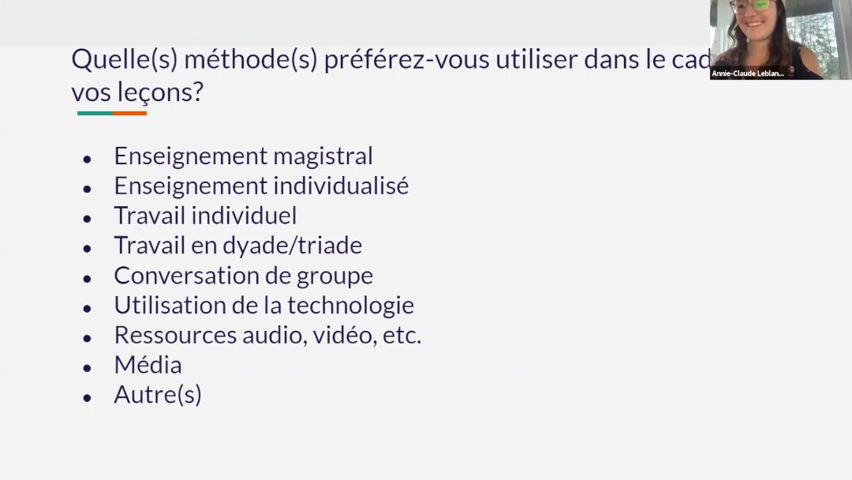 Quelle(s) méthode(s) préférez-vous utiliser dans le cad
vos leçons?
Annie-Claude Leblan...
• Enseignement magistral
• Enseignement individualisé
• Travail individuel
• Travail en dyade/triade
• Conversation de groupe
• Utilisation de la technologie
• Ressources audio, vidéo, etc.
• Média
• Autre(s)